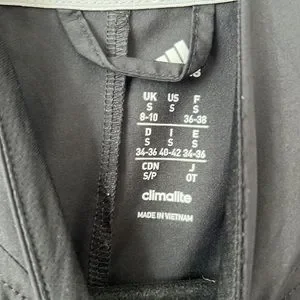 UK US F
S S S
8-10 36-38
D I E
S S S
34-36 40-42 34-36
CDN J
S/P OT
climalite
MADE IN VIETNAM